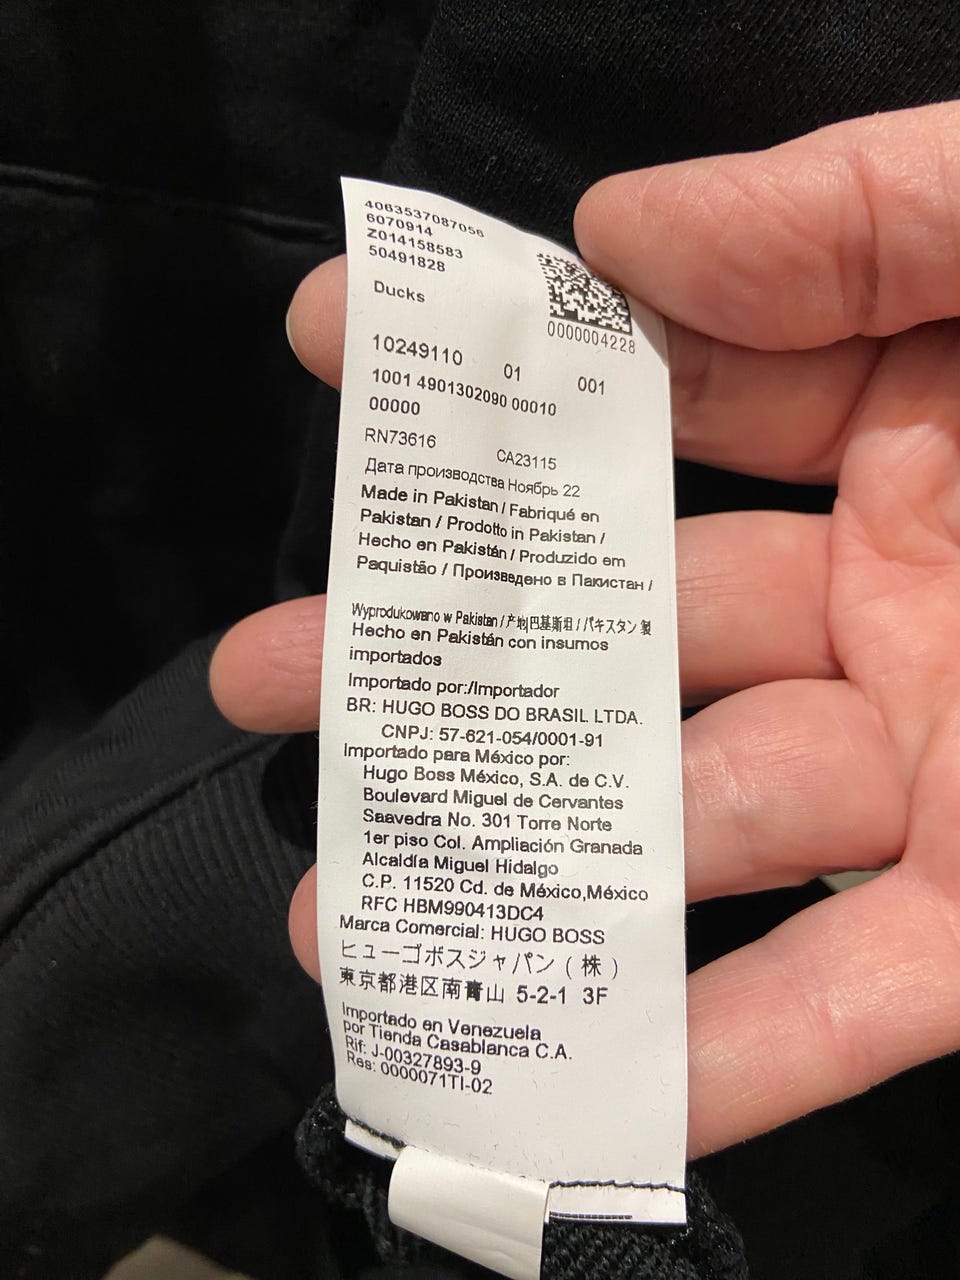 4063537087056
6070914
Z014158583
50491828
Ducks
0000004228
10249110 01 001
1001 4901302090 00010
00000
RN73616 CA23115
Дата производства Ноябрь 22
Made in Pakistan / Fabriqué en
Pakistan / Prodotto in Pakistan /
Hecho en Pakistán / Produzido em
Paquistão / Произведено в Пакистан /
Wyprodukowano w Pakistan / 产地巴基斯坦 / パキスタン 製
Hecho en Pakistán con insumos
importados
Importado por:/Importador
BR: HUGO BOSS DO BRASIL LTDA.
CNPJ: 57-621-054/0001-91
Importado para México por:
Hugo Boss México, S.A. de C.V.
Boulevard Miguel de Cervantes
Saavedra No. 301 Torre Norte
1er piso Col. Ampliación Granada
Alcaldía Miguel Hidalgo
C.P. 11520 Cd. de México,México
RFC HBM990413DC4
Marca Comercial: HUGO BOSS
ヒューゴボスジャパン（株）
東京都港区南青山 5-2-1 3F
Importado en Venezuela
por Tienda Casablanca C.A.
Rif: J-00327893-9
Res: 0000071TI-02